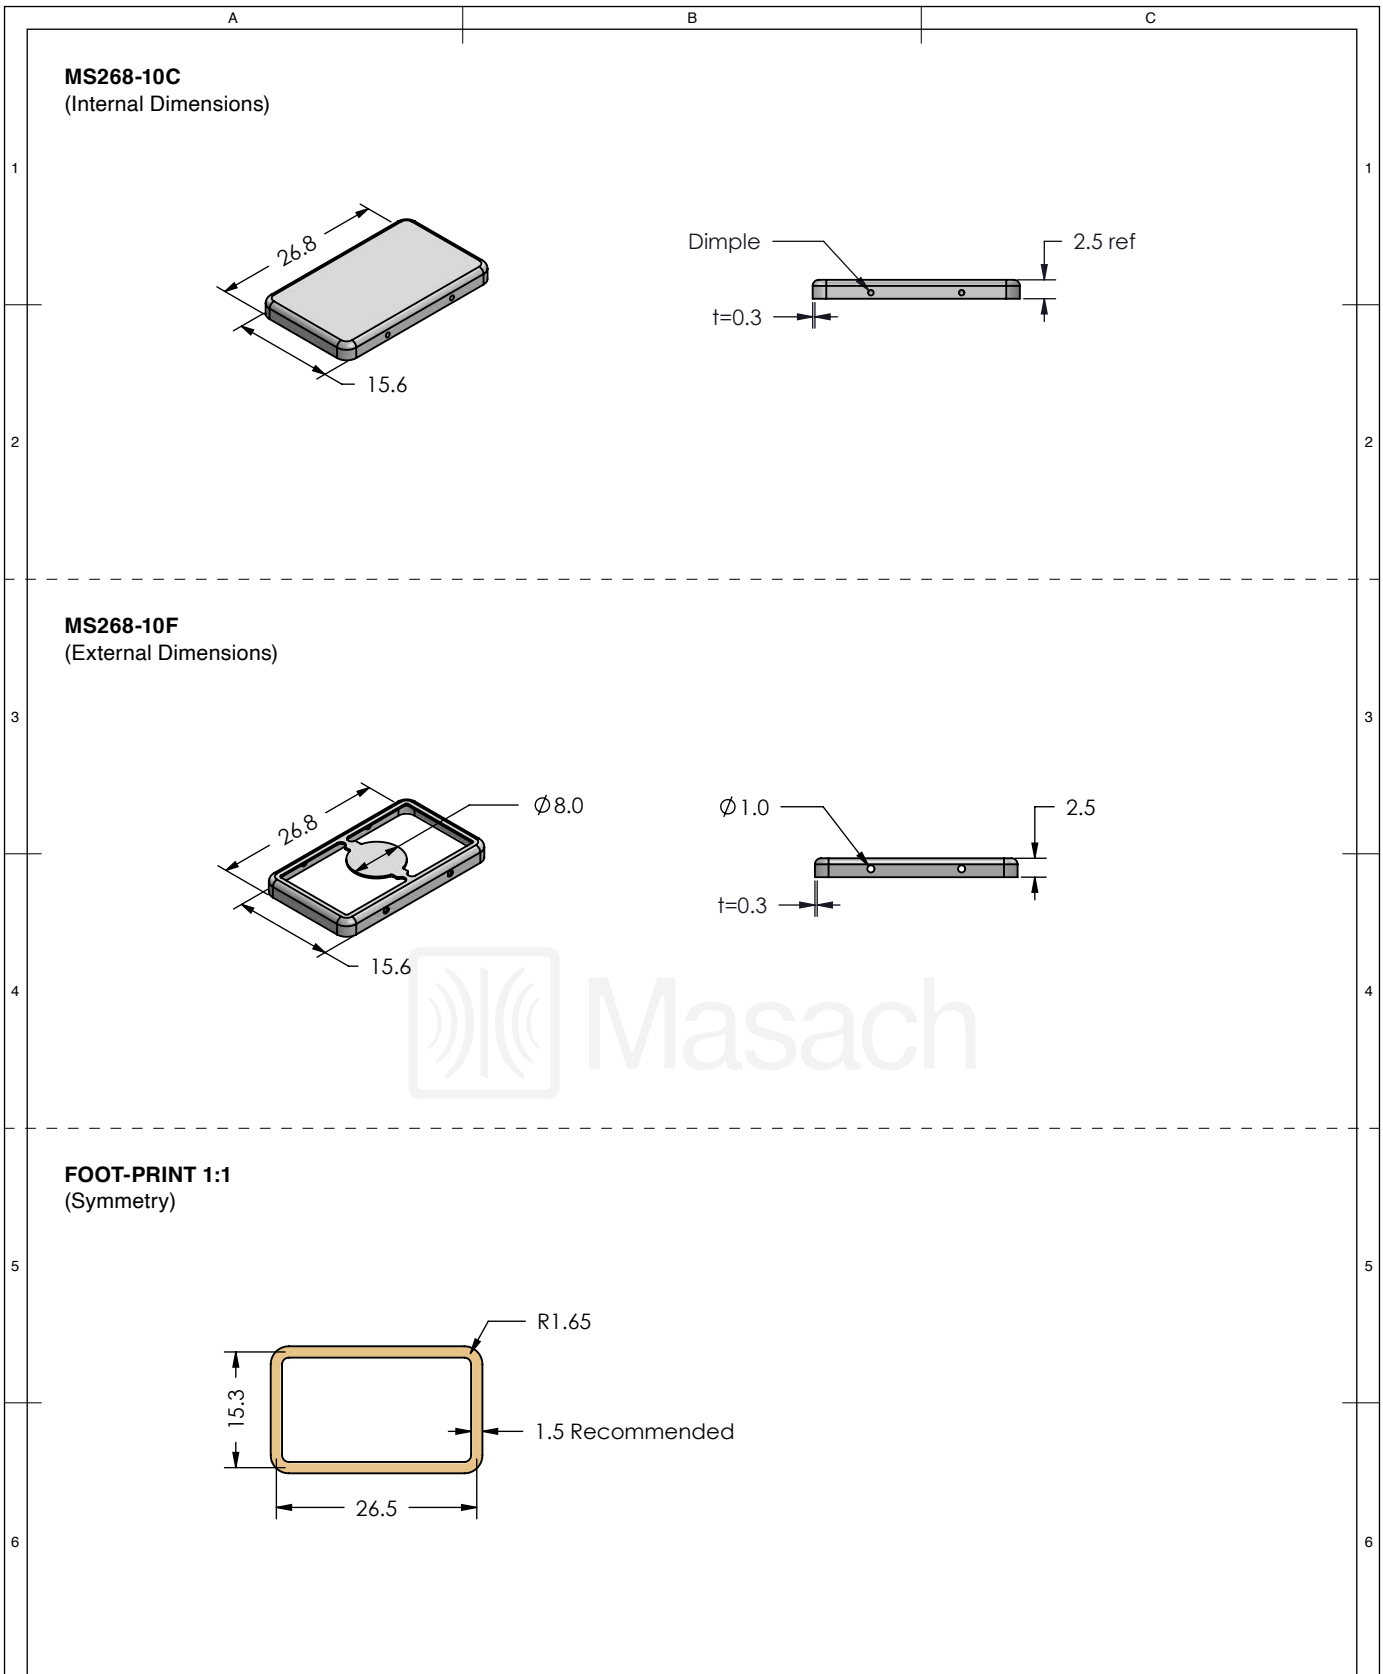 A B C
MS268-10C
(Internal Dimensions)
1 1
26.8
15.6
Dimple
2.5 ref
t=0.3
2 2
MS268-10F
(External Dimensions)
3 3
26.8
Ø8.0
15.6
Ø1.0
2.5
t=0.3
Masach
4 4
FOOT-PRINT 1:1
(Symmetry)
5 5
R1.65
15.3
1.5 Recommended
26.5
6 6